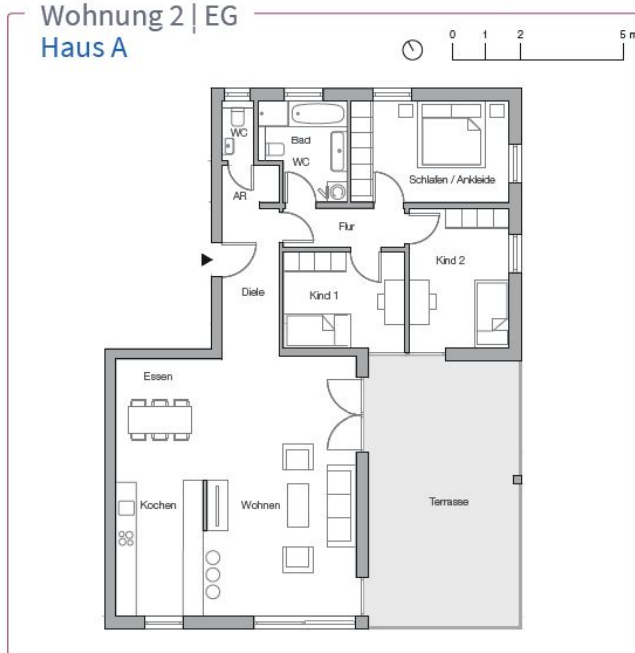 Wohnung 2 | EG
Haus A
0 1 2 5 m
WC
Bad
WC
Schlafen / Ankleide
AR
Flur
Kind 2
Diele
Kind 1
Essen
Kochen
Wohnen
Terrasse